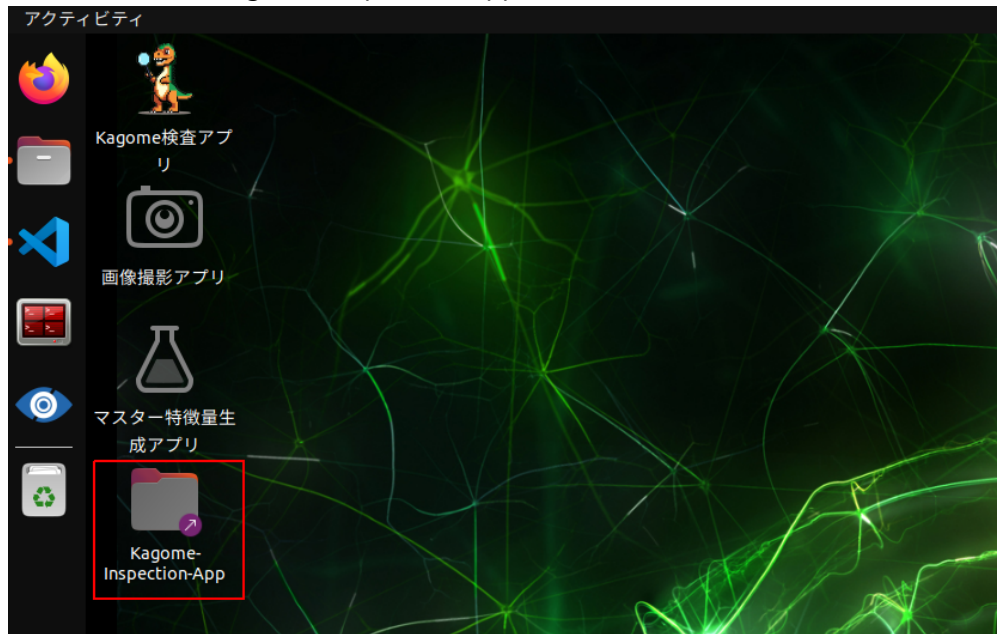 アクティビティ
Kagome検査アプ
リ
画像撮影アプリ
マスター特徴量生
成アプリ
Kagome-
Inspection-App